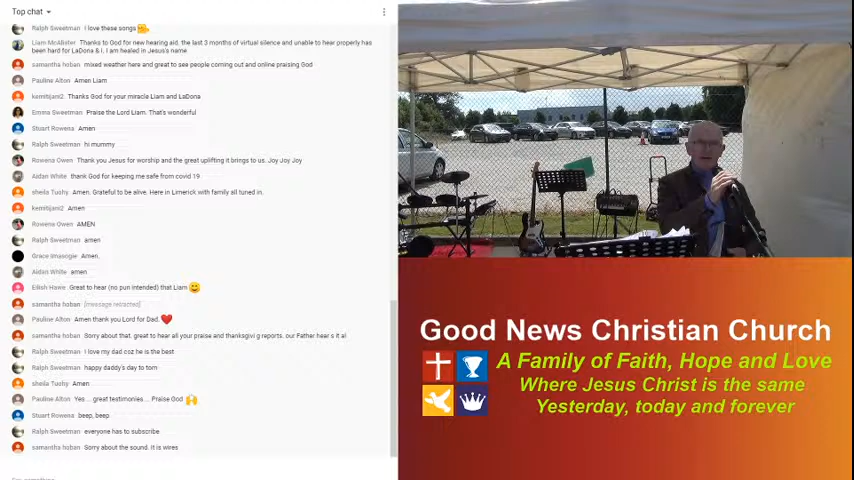 Top chat
Ralph Sweetman I love these songs
Liam McAlister Thanks to God for new hearing aid. the last 3 months of virtual silence and unable to hear properly has
been hard for LaDona & I. I am healed in Jesus's name
samantha hoban mixed weather here and great to see people coming out and online praising God
Pauline Alton Amen Liam
kemitijani2 Thanks God for your miracle Liam and LaDona
Emma Sweetman Praise the Lord Liam. That's wonderful
Stuart Rowena Amen
Ralph Sweetman hi mummy
Rowena Owen Thank you Jesus for worship and the great uplifting it brings to us. Joy Joy Joy
Aidan White thank God for keeping me safe from covid 19
sheila Tuohy Amen. Grateful to be alive. Here in Limerick with family all tuned in.
kemitijani2 Amen
Rowena Owen AMEN
Ralph Sweetman amen
Grace Imasogie Amen.
Aidan White amen
Eilish Hawe Great to hear (no pun intended) that Liam
samantha hoban [message retracted]
Pauline Alton Amen thank you Lord for Dad.
samantha hoban Sorry about that. great to hear all your praise and thanksgivi g reports. our Father hear s it al
Ralph Sweetman I love my dad coz he is the best
Ralph Sweetman happy daddy's day to tom
sheila Tuohy Amen
Pauline Alton Yes... great testimonies... Praise God
Stuart Rowena beep, beep
Ralph Sweetman everyone has to subscribe
samantha hoban Sorry about the sound. It is wires
Good News Christian Church
A Family of Faith, Hope and Love
Where Jesus Christ is the same
Yesterday, today and forever